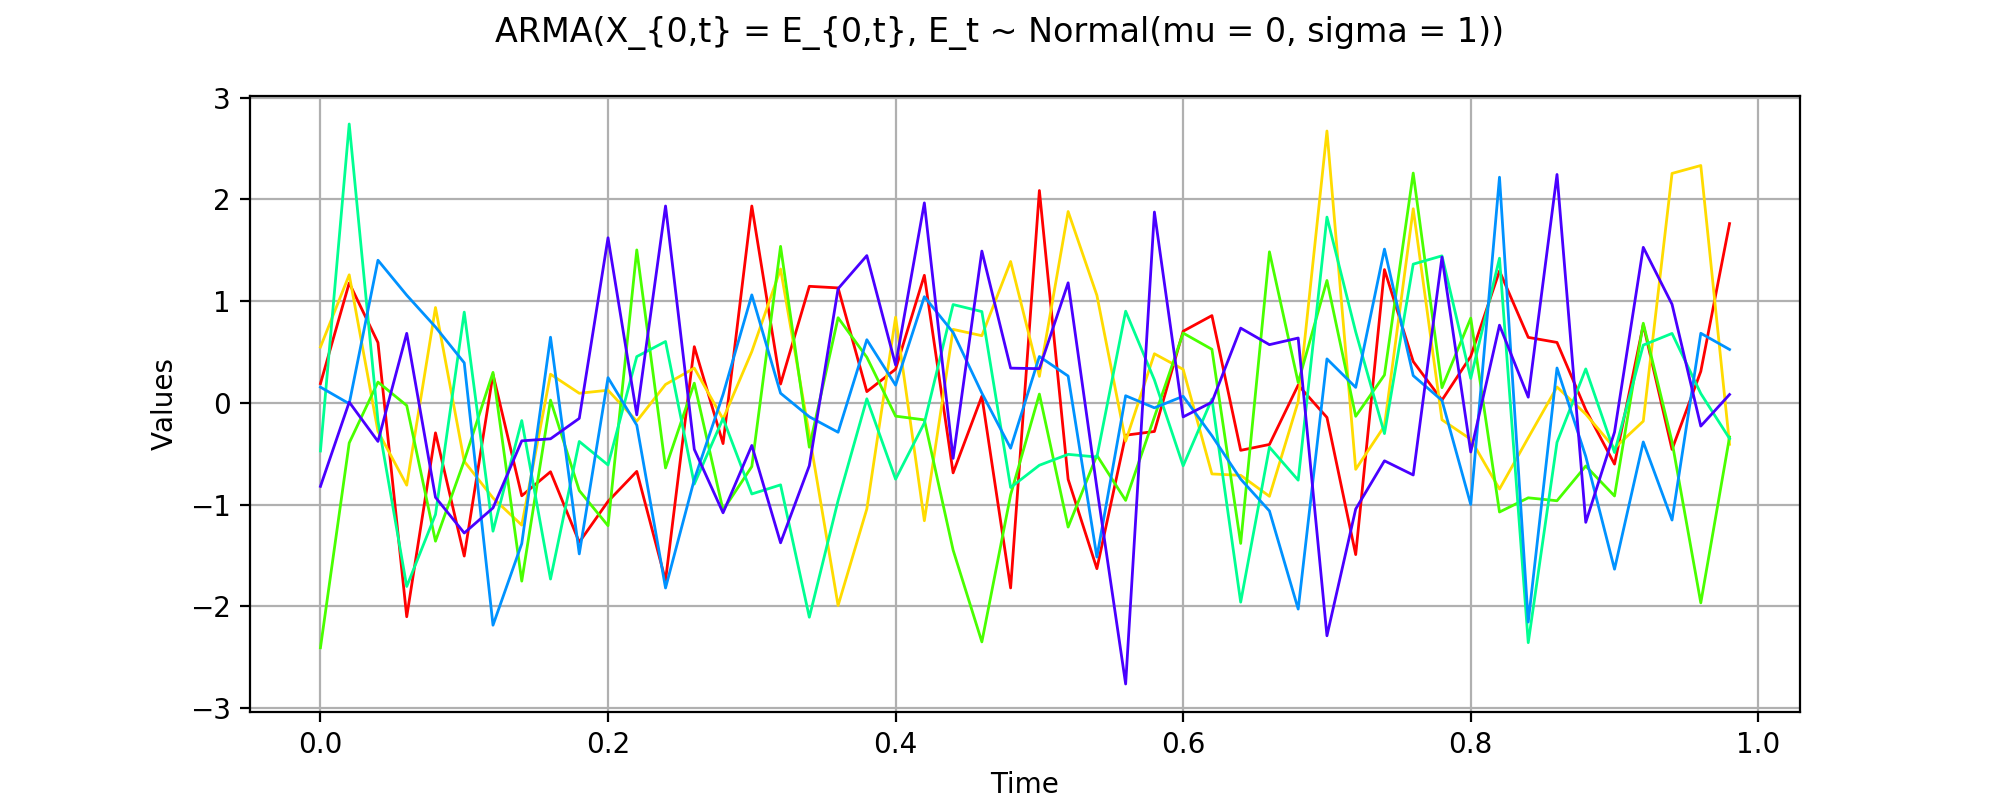 ARMA(X_{0,t} = E_{0,t}, E_t ~ Normal(mu = 0, sigma = 1))
3
2
1
0
−1
−2
−3
Values
0.0 0.2 0.4 0.6 0.8 1.0
Time